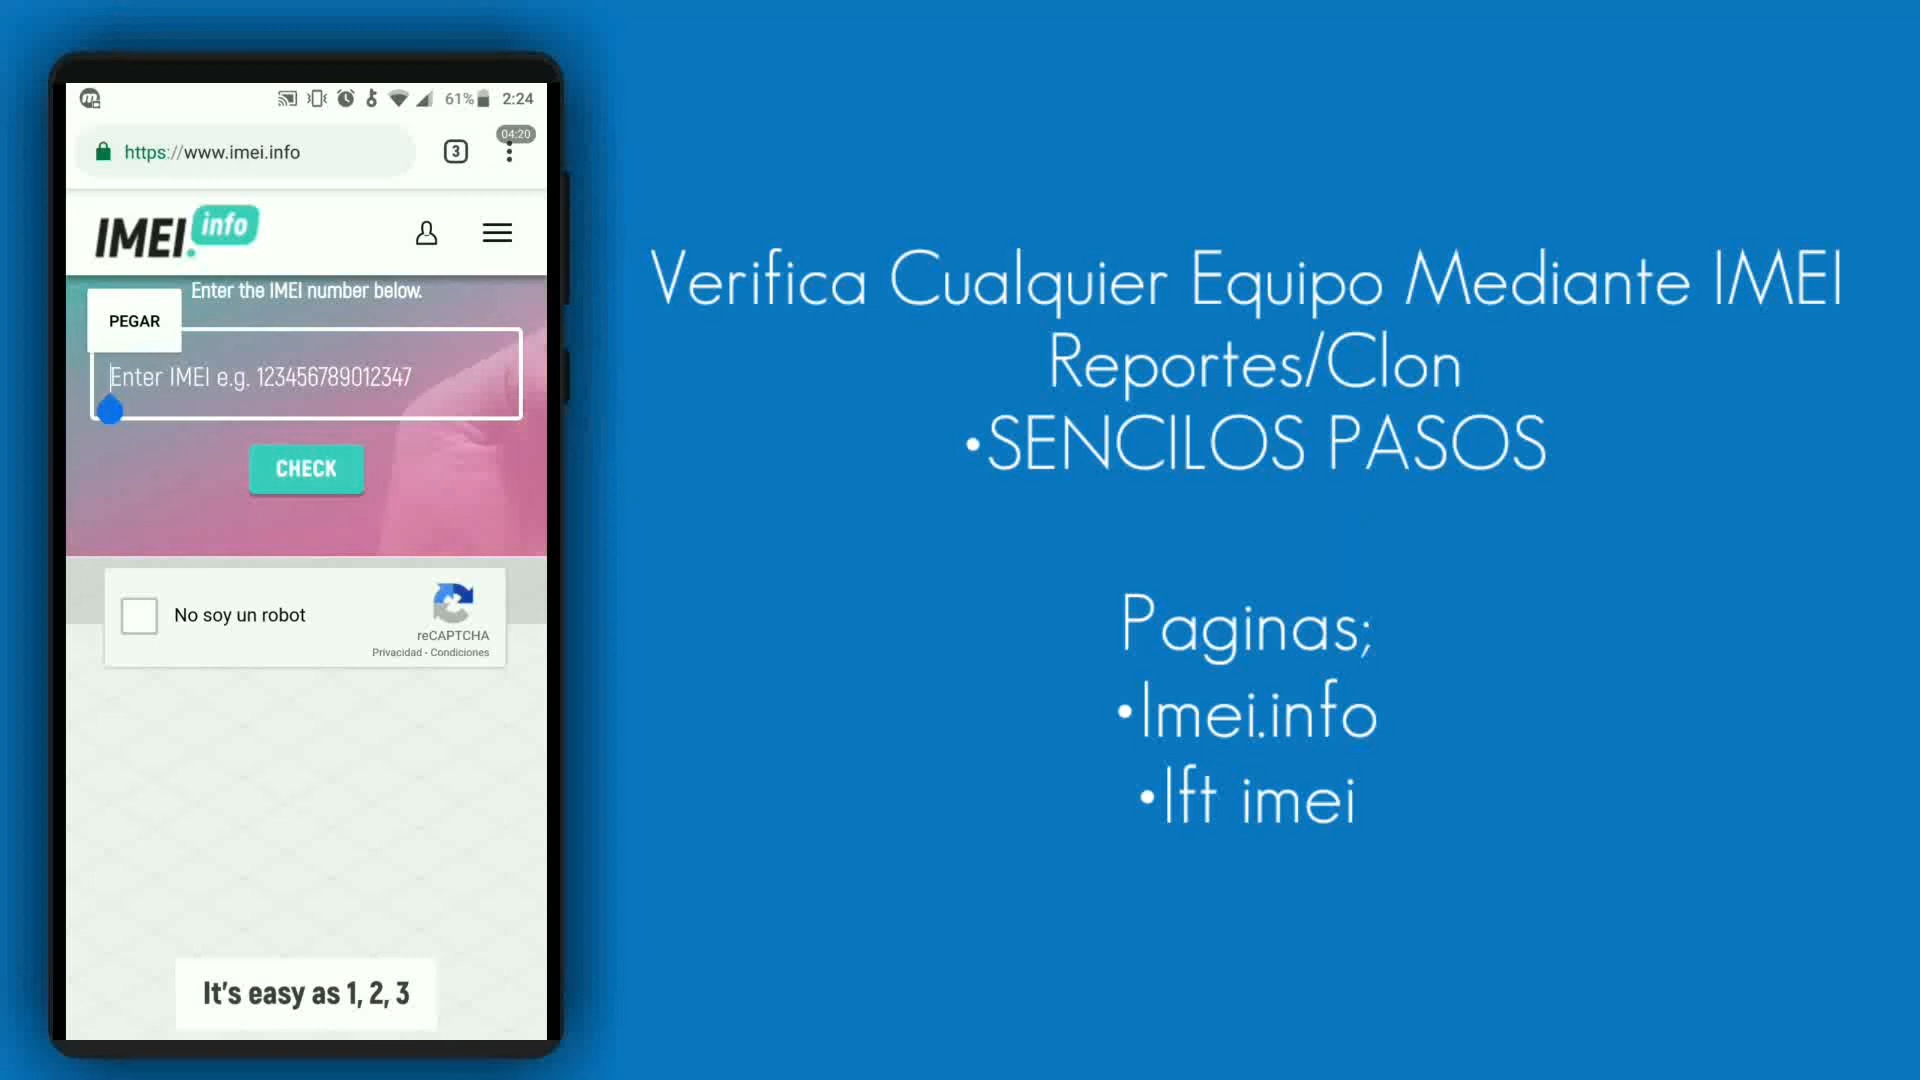 61% 2:24
https://www.imei.info 3 04:20
IMEI.info
Enter the IMEI number below.
PEGAR
Enter IMEI e.g. 123456789012347
CHECK
No soy un robot
reCAPTCHA
Privacidad - Condiciones
It's easy as 1, 2, 3
Verifica Cualquier Equipo Mediante IMEI
Reportes/Clon
•SENCILOS PASOS
Paginas;
•Imei.info
•Ift imei